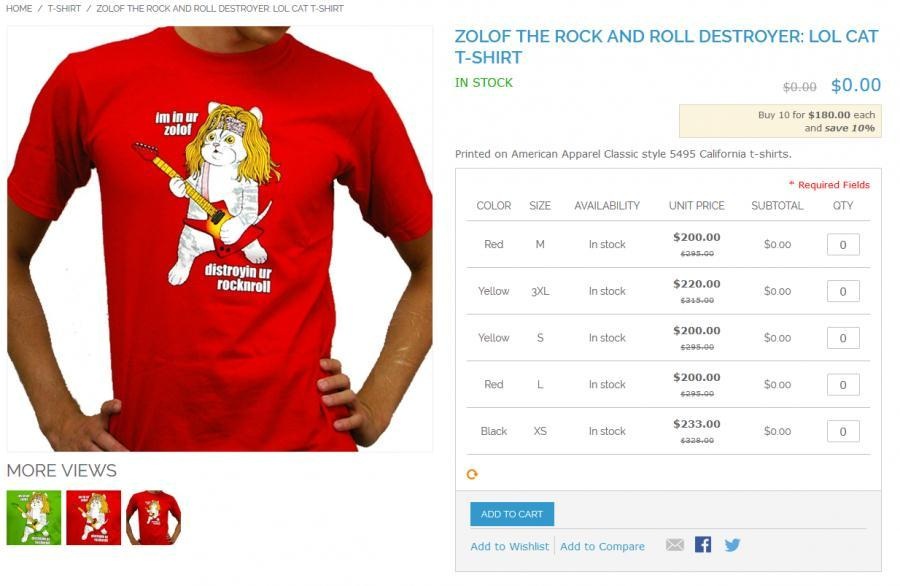 HOME / T-SHIRT / ZOLOF THE ROCK AND ROLL DESTROYER: LOL CAT T-SHIRT
im in ur
zolof
distroyin ur
rocknroll
MORE VIEWS
ZOLOF THE ROCK AND ROLL DESTROYER: LOL CAT
T-SHIRT
IN STOCK
$0.00 $0.00
Buy 10 for $180.00 each
and save 10%
Printed on American Apparel Classic style 5495 California t-shirts.
* Required Fields
COLOR SIZE AVAILABILITY UNIT PRICE SUBTOTAL QTY
Red M In stock $200.00 $0.00 0
$295.00
Yellow 3XL In stock $220.00 $0.00 0
$315.00
Yellow S In stock $200.00 $0.00 0
$295.00
Red L In stock $200.00 $0.00 0
$295.00
Black XS In stock $233.00 $0.00 0
$328.00
ADD TO CART
Add to Wishlist Add to Compare